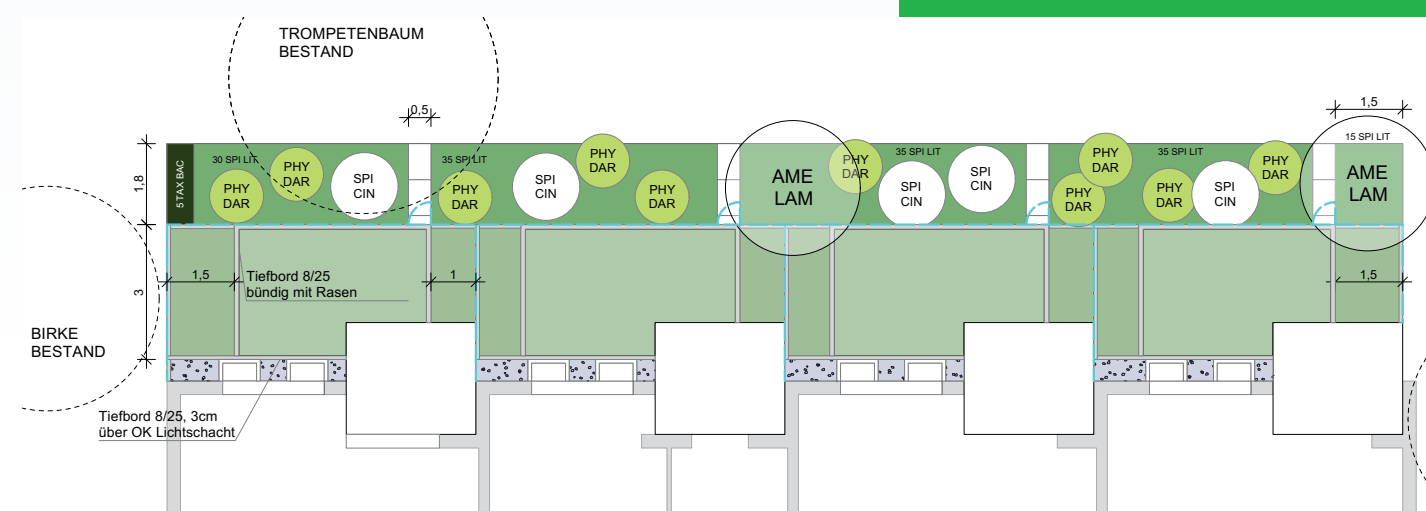 TROMPETENBAUM
BESTAND
0,5
1,5
1,8
5 TAX BAC
30 SPI LIT
PHY
DAR
PHY
DAR
SPI
CIN
35 SPI LIT
PHY
DAR
SPI
CIN
PHY
DAR
PHY
DAR
AME
LAM
PHY
DAR
35 SPI LIT
SPI
CIN
SPI
CIN
PHY
DAR
PHY
DAR
35 SPI LIT
PHY
DAR
SPI
CIN
PHY
DAR
15 SPI LIT
AME
LAM
3
1,5
Tiefbord 8/25
bündig mit Rasen
1
1,5
BIRKE
BESTAND
Tiefbord 8/25, 3cm
über OK Lichtschacht